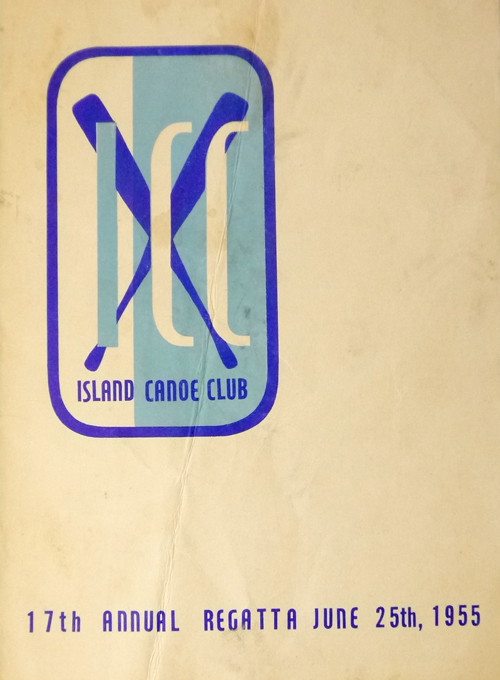 ICC
ISLAND CANOE CLUB
17th ANNUAL REGATTA JUNE 25th, 1955